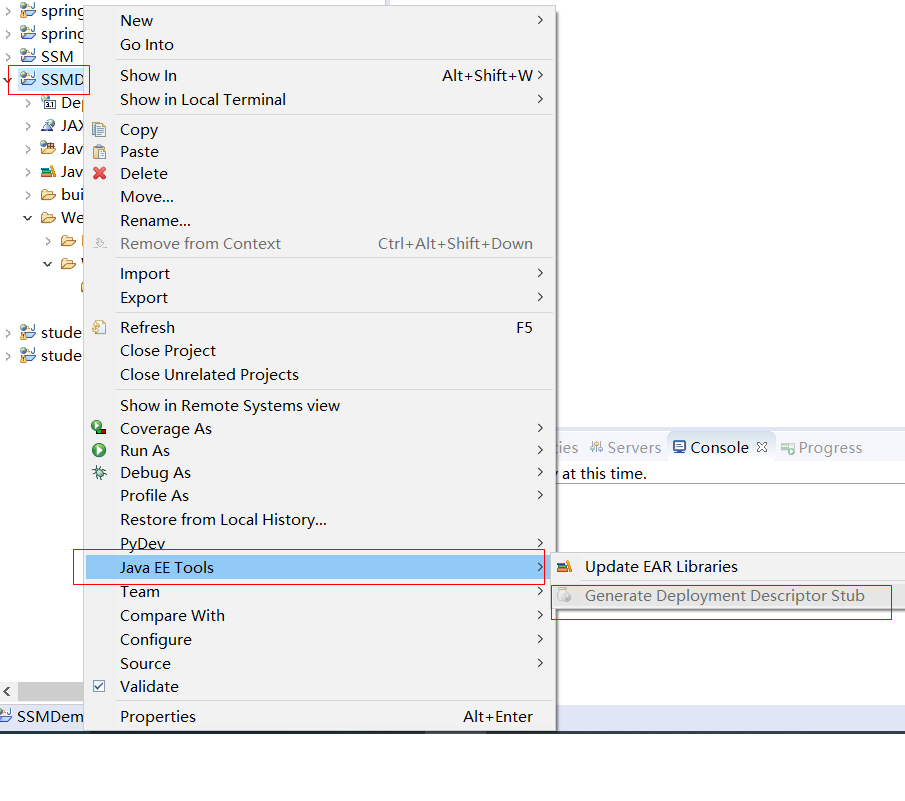 spring
spring
SSM
SSMD
De
JAX
Jav
Jav
bui
We
stude
stude
SSMDem
New
Go Into
Show In Alt+Shift+W
Show in Local Terminal
Copy
Paste
Delete
Move...
Rename...
Remove from Context Ctrl+Alt+Shift+Down
Import
Export
Refresh F5
Close Project
Close Unrelated Projects
Show in Remote Systems view
Coverage As
Run As
Debug As
Profile As
Restore from Local History...
PyDev
Java EE Tools
Team
Compare With
Configure
Source
Validate
Properties Alt+Enter
Update EAR Libraries
Generate Deployment Descriptor Stub
ies Servers Console Progress
at this time.